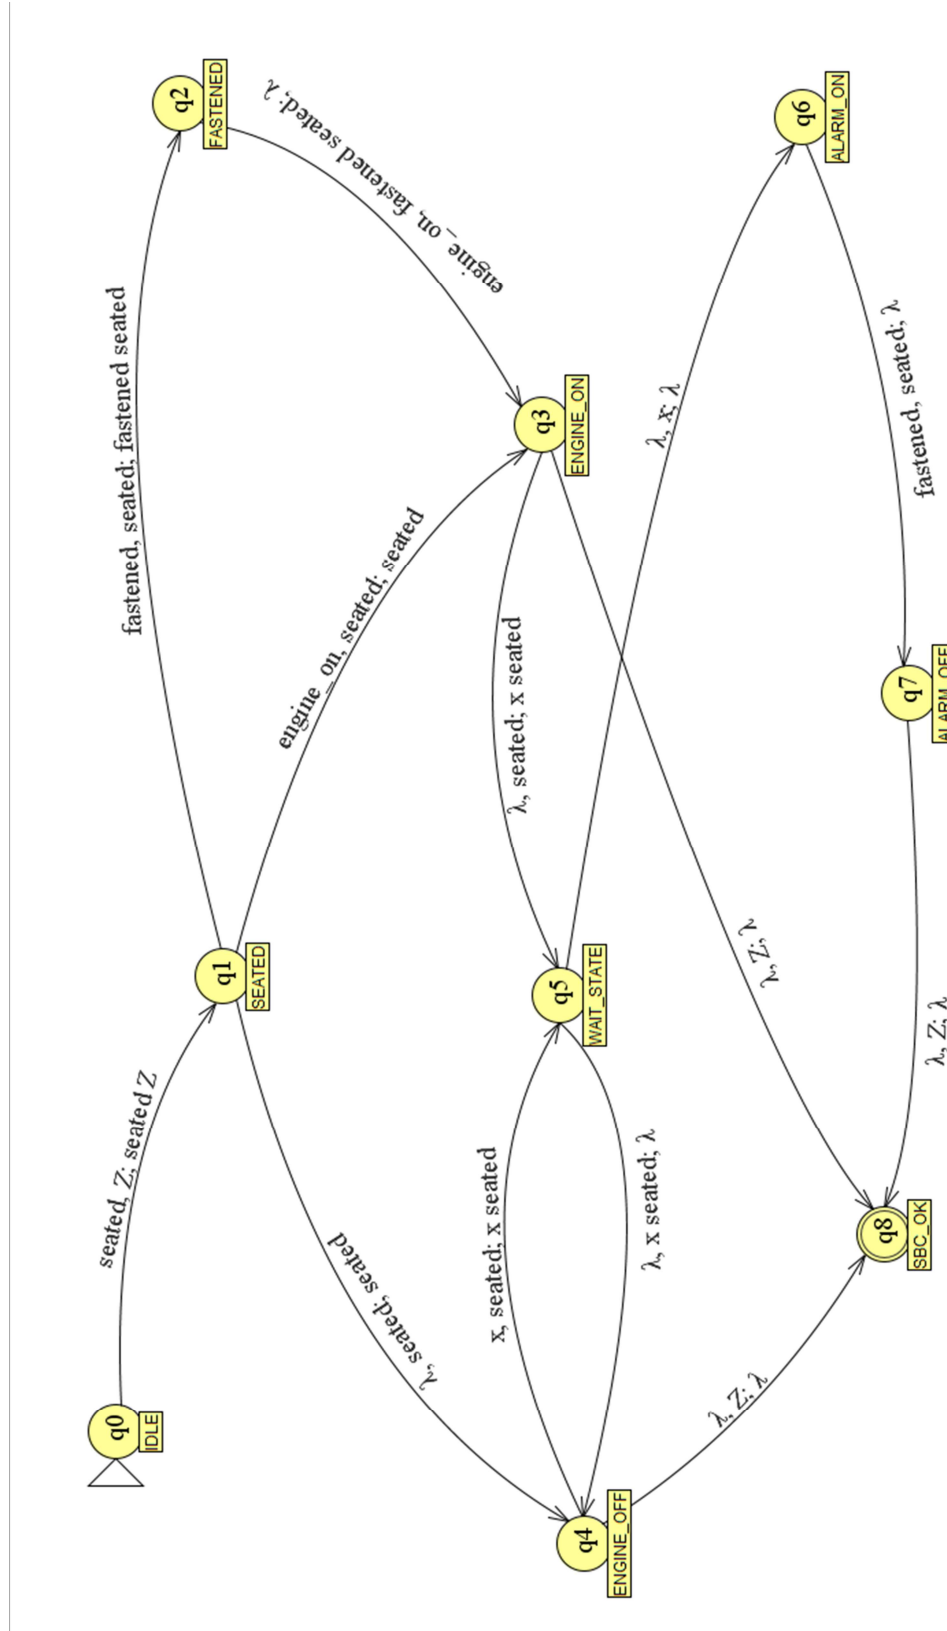 q0
IDLE
seated, Z; seated Z
q1
SEATED
fastened, seated; fastened seated
q2
FASTENED
engine_on, fastened seated; λ
engine_on, seated; seated
q3
ENGINE_ON
λ, seated; seated
q4
ENGINE_OFF
x, seated; x seated
λ, x seated; λ
q5
WAIT_STATE
λ, seated; x seated
λ, x; λ
q6
ALARM_ON
fastened, seated; λ
q7
ALARM_OFF
λ, Z; λ
λ, Z; λ
λ, Z; λ
q8
SBC_OK